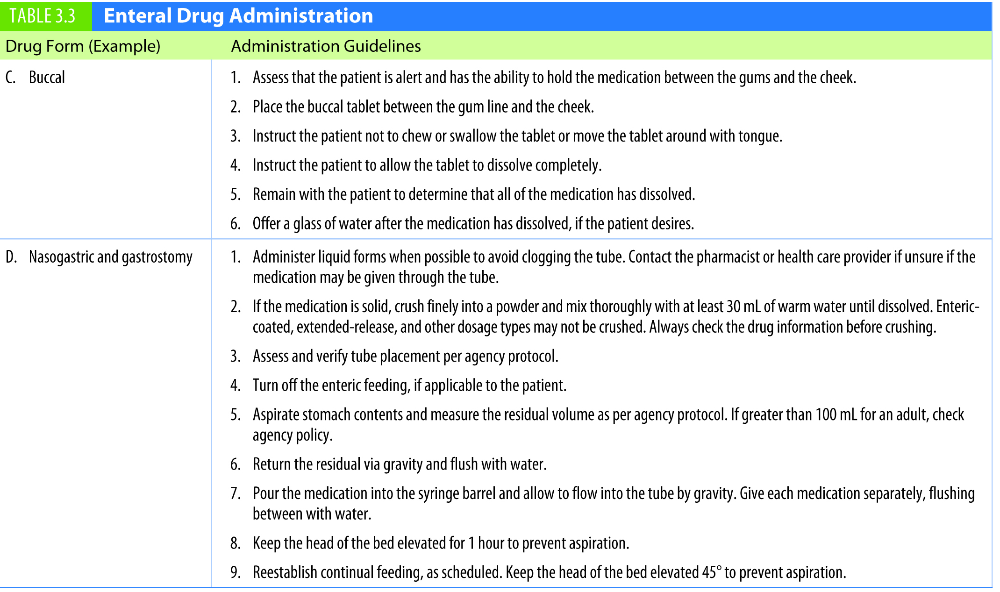 TABLE 3.3 Enteral Drug Administration
Drug Form (Example) Administration Guidelines
C. Buccal 1. Assess that the patient is alert and has the ability to hold the medication between the gums and the cheek.
2. Place the buccal tablet between the gum line and the cheek.
3. Instruct the patient not to chew or swallow the tablet or move the tablet around with tongue.
4. Instruct the patient to allow the tablet to dissolve completely.
5. Remain with the patient to determine that all of the medication has dissolved.
6. Offer a glass of water after the medication has dissolved, if the patient desires.
D. Nasogastric and gastrostomy 1. Administer liquid forms when possible to avoid clogging the tube. Contact the pharmacist or health care provider if unsure if the
medication may be given through the tube.
2. If the medication is solid, crush finely into a powder and mix thoroughly with at least 30 mL of warm water until dissolved. Enteric-
coated, extended-release, and other dosage types may not be crushed. Always check the drug information before crushing.
3. Assess and verify tube placement per agency protocol.
4. Turn off the enteric feeding, if applicable to the patient.
5. Aspirate stomach contents and measure the residual volume as per agency protocol. If greater than 100 mL for an adult, check
agency policy.
6. Return the residual via gravity and flush with water.
7. Pour the medication into the syringe barrel and allow to flow into the tube by gravity. Give each medication separately, flushing
between with water.
8. Keep the head of the bed elevated for 1 hour to prevent aspiration.
9. Reestablish continual feeding, as scheduled. Keep the head of the bed elevated 45° to prevent aspiration.